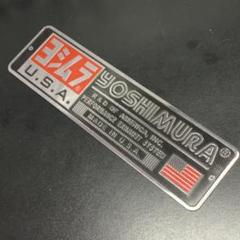 ヨシムラ
U.S.A.
YOSHIMURA®
R & D OF AMERICA, INC.
PERFORMANCE EXHAUST SYSTEM
MADE IN U.S.A.